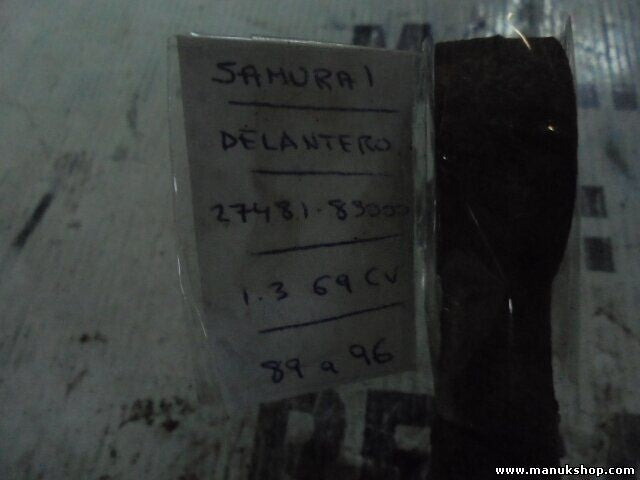 SAMURAI
DELANTERO
27481-83000
1.3 69 CV
89 a 96
www.manukshop.com